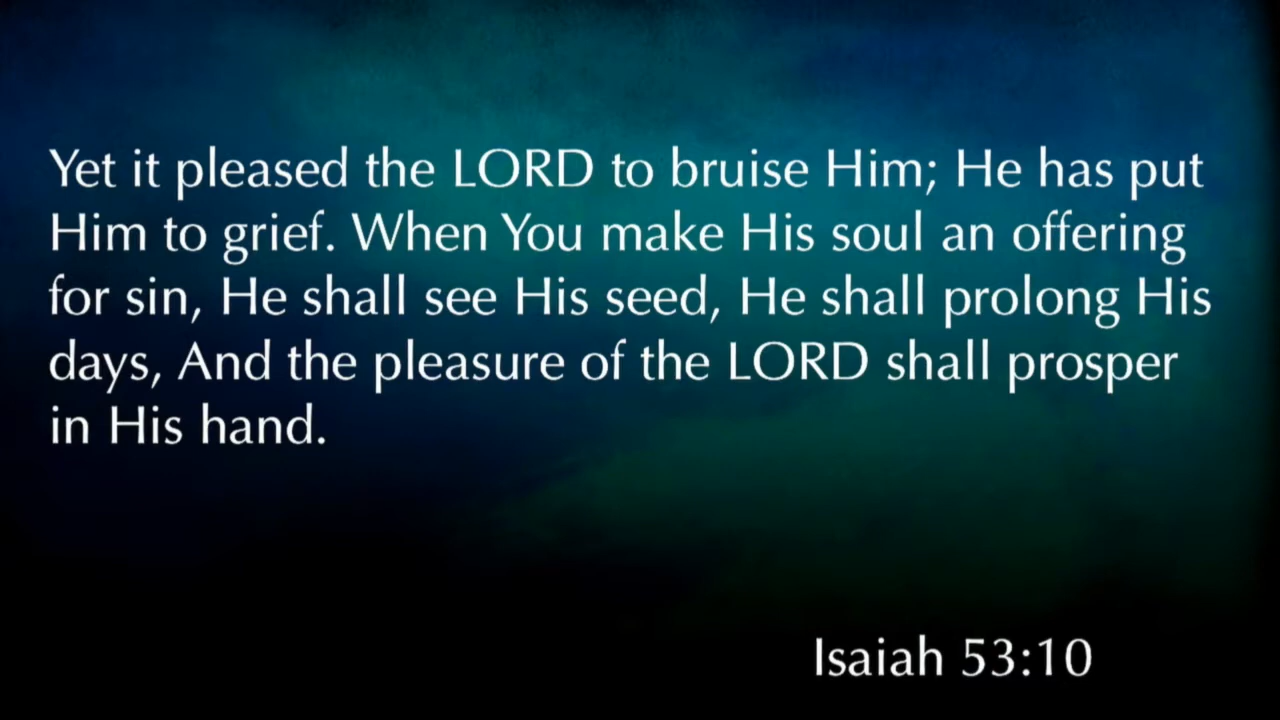 Yet it pleased the LORD to bruise Him; He has put
Him to grief. When You make His soul an offering
for sin, He shall see His seed, He shall prolong His
days, And the pleasure of the LORD shall prosper
in His hand.
Isaiah 53:10